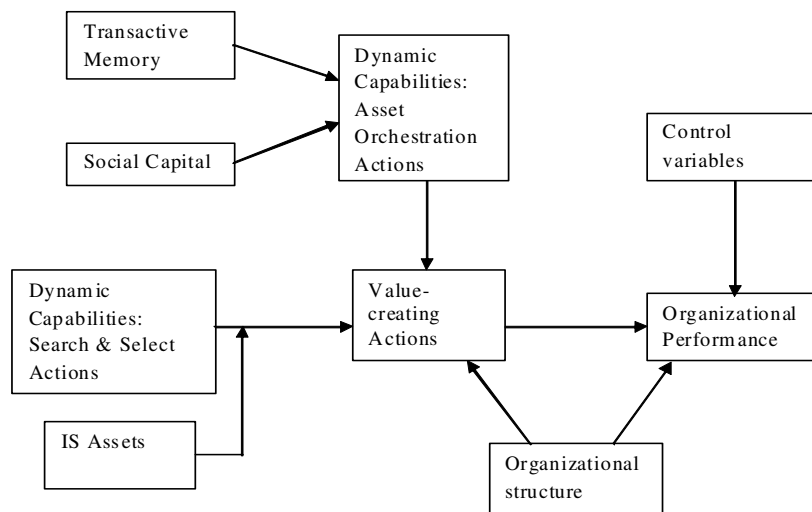 Transactive
Memory
Dynamic
Capabilities:
Asset
Orchestration
Actions
Social Capital
Control
variables
Dynamic
Capabilities:
Search & Select
Actions
Value-
creating
Actions
Organizational
Performance
IS Assets
Organizational
structure